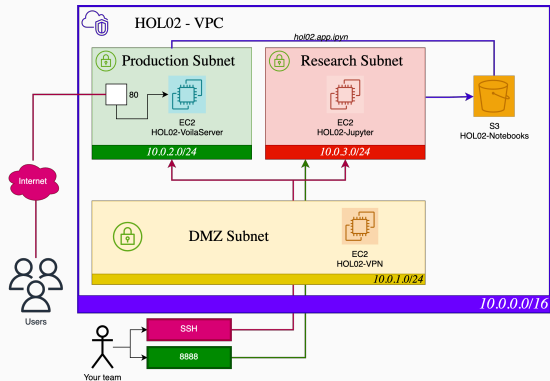 HOL02 - VPC
hol02.app.ipyn
Production Subnet
Research Subnet
80
EC2
HOL02-VoilaServer
EC2
HOL02-Jupyter
S3
HOL02-Notebooks
10.0.2.0/24
10.0.3.0/24
Internet
DMZ Subnet
EC2
HOL02-VPN
10.0.1.0/24
10.0.0.0/16
Users
SSH
8888
Your team